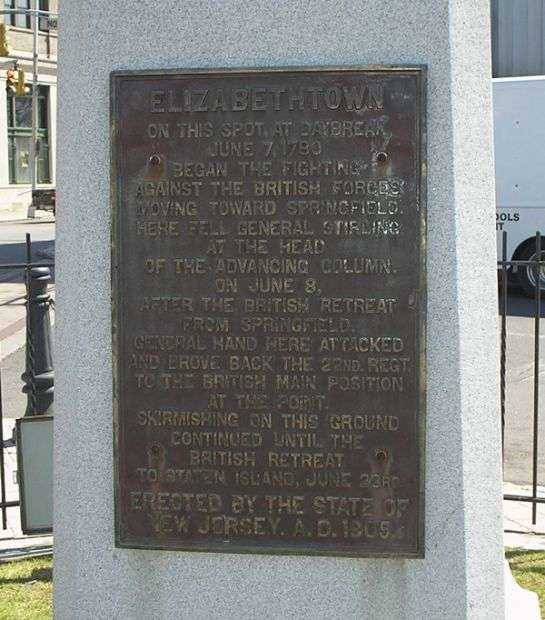 ELIZABETHTOWN
ON THIS SPOT, AT DAYBREAK,
JUNE 7, 1780
BEGAN THE FIGHTING
AGAINST THE BRITISH FORCES
MOVING TOWARD SPRINGFIELD.
HERE FELL GENERAL STIRLING
AT THE HEAD
OF THE ADVANCING COLUMN.
ON JUNE 8,
AFTER THE BRITISH RETREAT
FROM SPRINGFIELD.
GENERAL HAND HERE ATTACKED
AND DROVE BACK THE 22ND. REGT.
TO THE BRITISH MAIN POSITION
AT THE POINT.
SKIRMISHING ON THIS GROUND
CONTINUED UNTIL THE
BRITISH RETREAT
TO STATEN ISLAND, JUNE 23RD
ERECTED BY THE STATE OF
NEW JERSEY. A.D. 1905.
OOLS